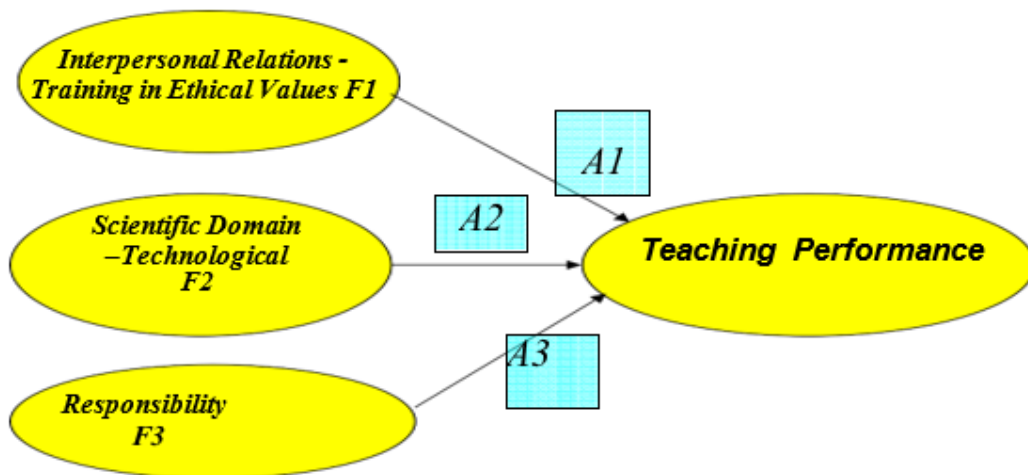 Interpersonal Relations -
Training in Ethical Values F1
A1
A2
Scientific Domain
–Technological
F2
Teaching Performance
A3
Responsibility
F3